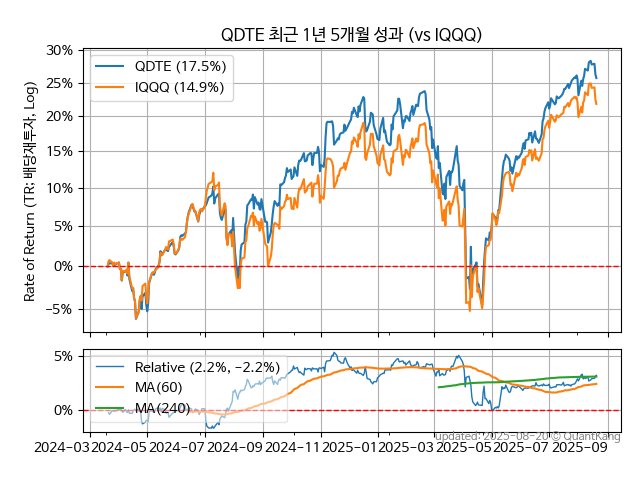 QDTE 최근 1년 5개월 성과 (vs IQQQ)
Rate of Return (TR: 배당재투자, Log)
30%
25%
20%
15%
10%
5%
0%
−5%
QDTE (17.5%)
IQQQ (14.9%)
5%
0%
Relative (2.2%, −2.2%)
MA(60)
MA(240)
2024−03 2024−05 2024−07 2024−09 2024−11 2025−01 2025−03 2025−05 2025−07 2025−09
updated: 2025−08−20 © QuantKang